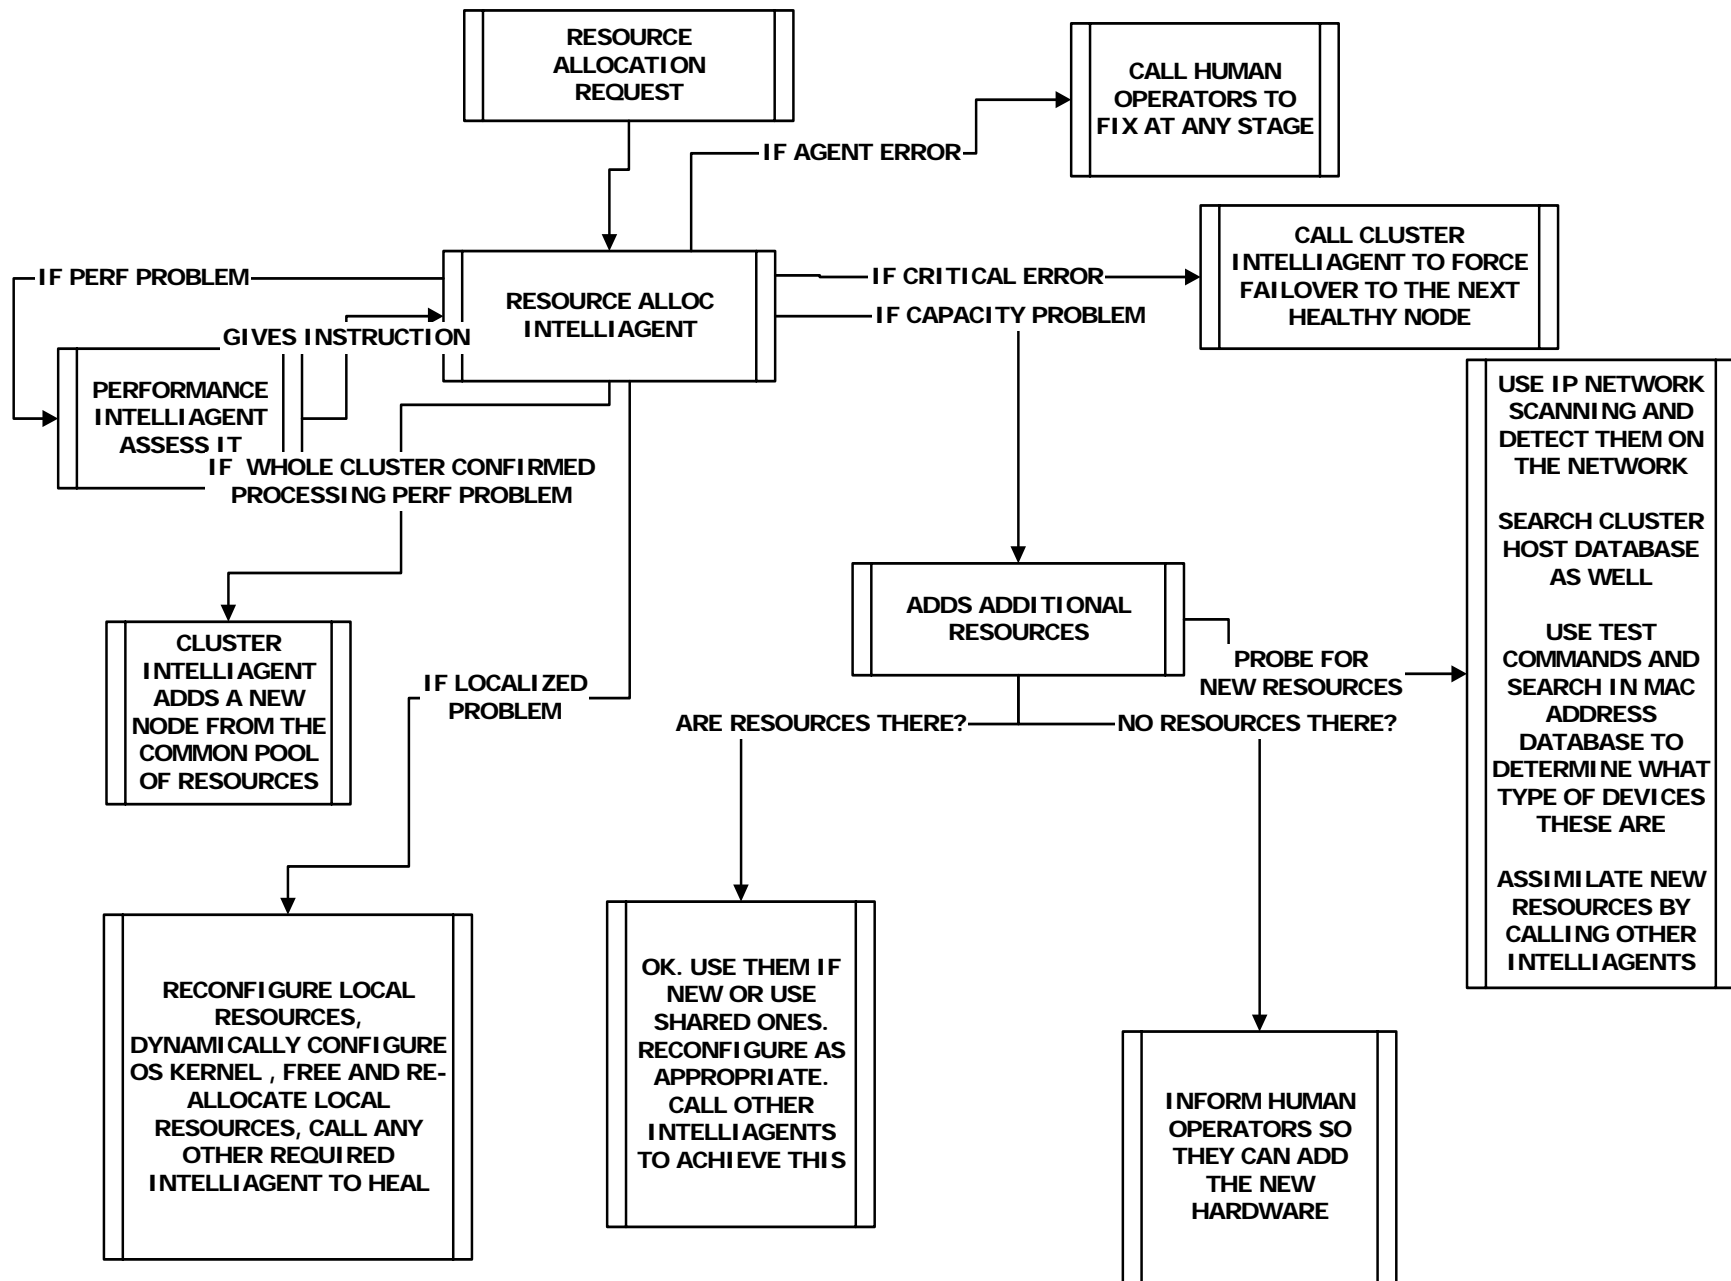 RESOURCE
ALLOCATION
REQUEST
CALL HUMAN
OPERATORS TO
FIX AT ANY STAGE
IF AGENT ERROR
CALL CLUSTER
INTELLIAGENT TO FORCE
FAILOVER TO THE NEXT
HEALTHY NODE
IF PERF PROBLEM
RESOURCE ALLOC
INTELLIAGENT
IF CRITICAL ERROR
IF CAPACITY PROBLEM
GIVES INSTRUCTION
PERFORMANCE
INTELLIAGENT
ASSESS IT
IF  WHOLE CLUSTER CONFIRMED
PROCESSING PERF PROBLEM
USE IP NETWORK
SCANNING AND
DETECT THEM ON
THE NETWORK
SEARCH CLUSTER
HOST DATABASE
AS WELL
USE TEST
COMMANDS AND
SEARCH IN MAC
ADDRESS
DATABASE TO
DETERMINE WHAT
TYPE OF DEVICES
THESE ARE
ASSIMILATE NEW
RESOURCES BY
CALLING OTHER
INTELLIAGENTS
ADDS ADDITIONAL
RESOURCES
PROBE FOR
NEW RESOURCES
CLUSTER
INTELLIAGENT
ADDS A NEW
NODE FROM THE
COMMON POOL
OF RESOURCES
IF LOCALIZED
PROBLEM
ARE RESOURCES THERE?
NO RESOURCES THERE?
RECONFIGURE LOCAL
RESOURCES,
DYNAMICALLY CONFIGURE
OS KERNEL , FREE AND RE-
ALLOCATE LOCAL
RESOURCES, CALL ANY
OTHER REQUIRED
INTELLIAGENT TO HEAL
OK. USE THEM IF
NEW OR USE
SHARED ONES.
RECONFIGURE AS
APPROPRIATE.
CALL OTHER
INTELLIAGENTS
TO ACHIEVE THIS
INFORM HUMAN
OPERATORS SO
THEY CAN ADD
THE NEW
HARDWARE